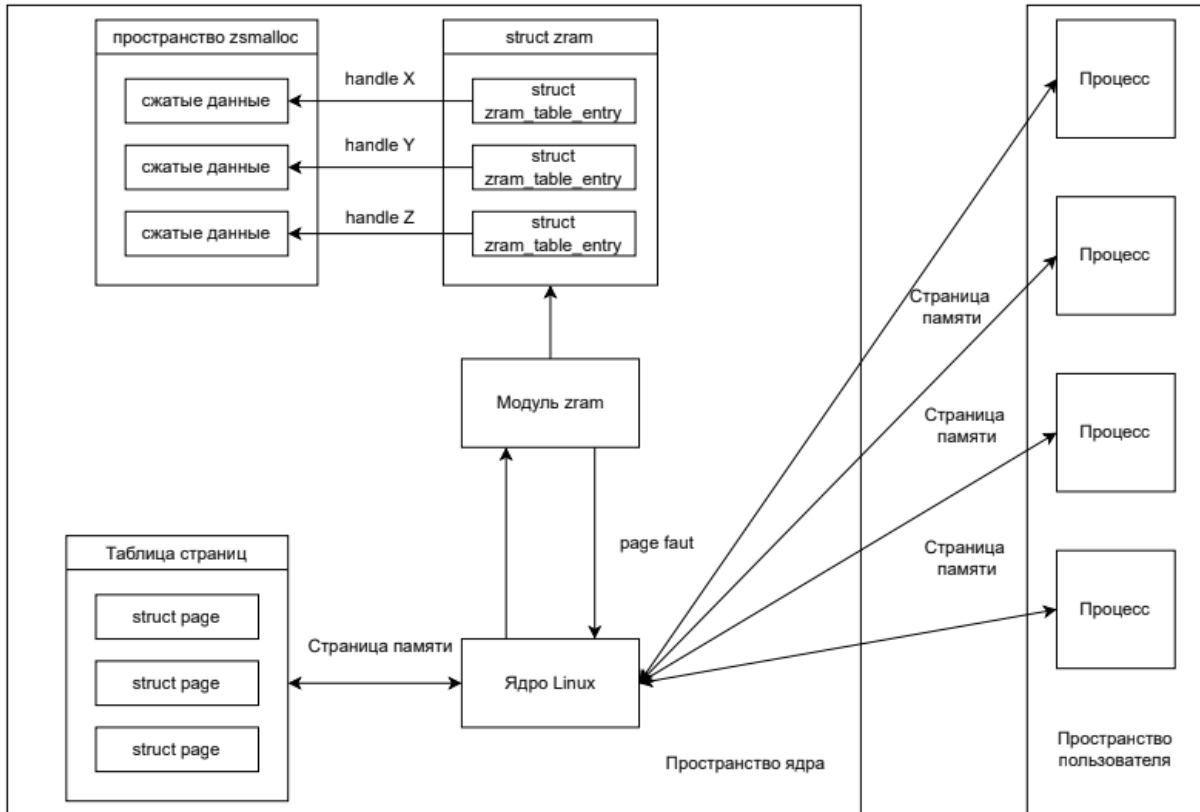 пространство zsmalloc
struct zram
Процесс
handle X
сжатые данные
struct
zram_table_entry
handle Y
сжатые данные
struct
zram_table_entry
handle Z
сжатые данные
struct
zram_table_entry
Процесс
Страница
памяти
Модуль zram
Процесс
Страница
памяти
page faut
Таблица страниц
Страница
памяти
struct page
Процесс
Страница памяти
struct page
Ядро Linux
struct page
Пространство ядра
Пространство
пользователя